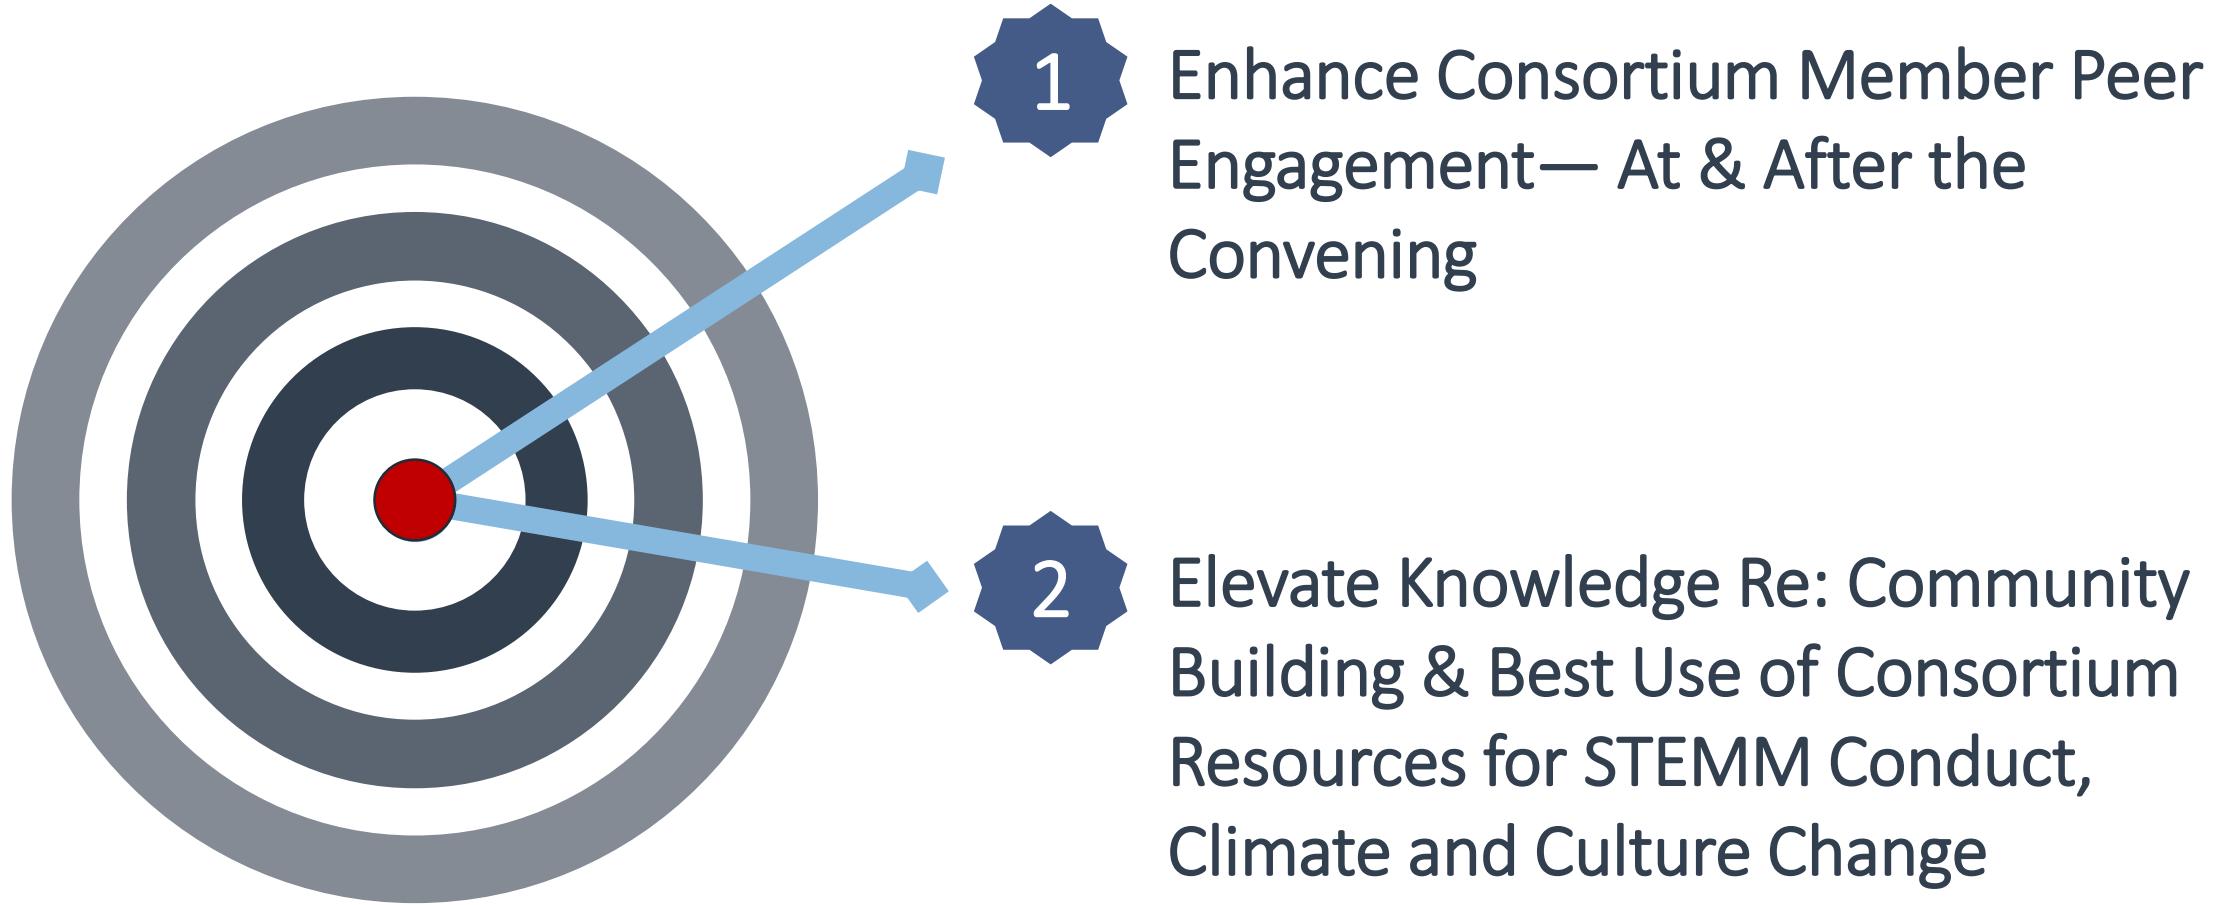 1
Enhance Consortium Member Peer
Engagement— At & After the
Convening
2
Elevate Knowledge Re: Community
Building & Best Use of Consortium
Resources for STEMM Conduct,
Climate and Culture Change